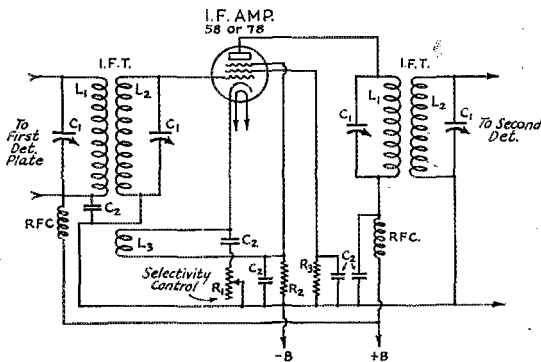 I.F. AMP.
58 or 78
I.F.T.
I.F.T.
L1
L2
C1
C1
L1
L2
C1
C1
To
First
Det.
Plate
To Second
Det.
C2
RFC
L3
C2
Selectivity
Control
R1
C2
R2
R3
C2
RFC.
-B
+B